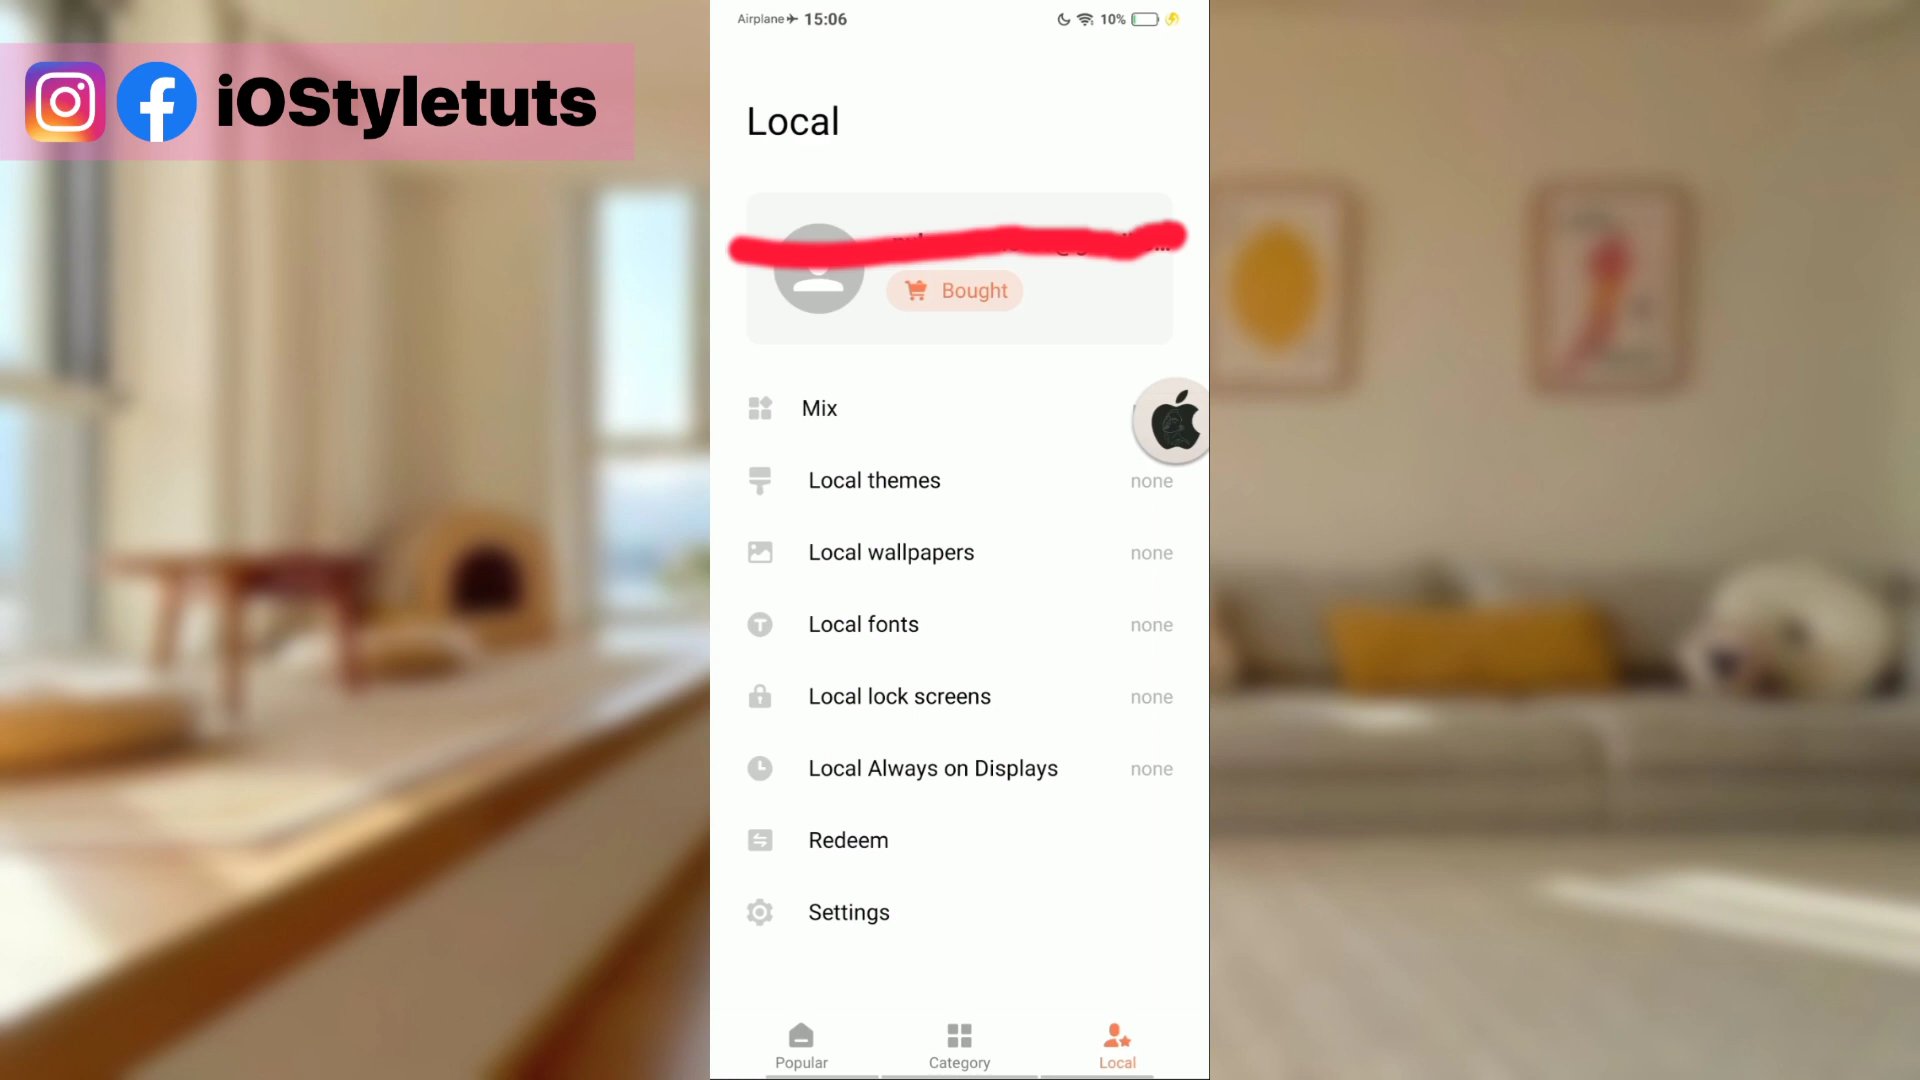 iOStyletuts
Airplane 15:06
10%
Local
Bought
Mix
Local themes none
Local wallpapers none
Local fonts none
Local lock screens none
Local Always on Displays none
Redeem
Settings
Popular Category Local